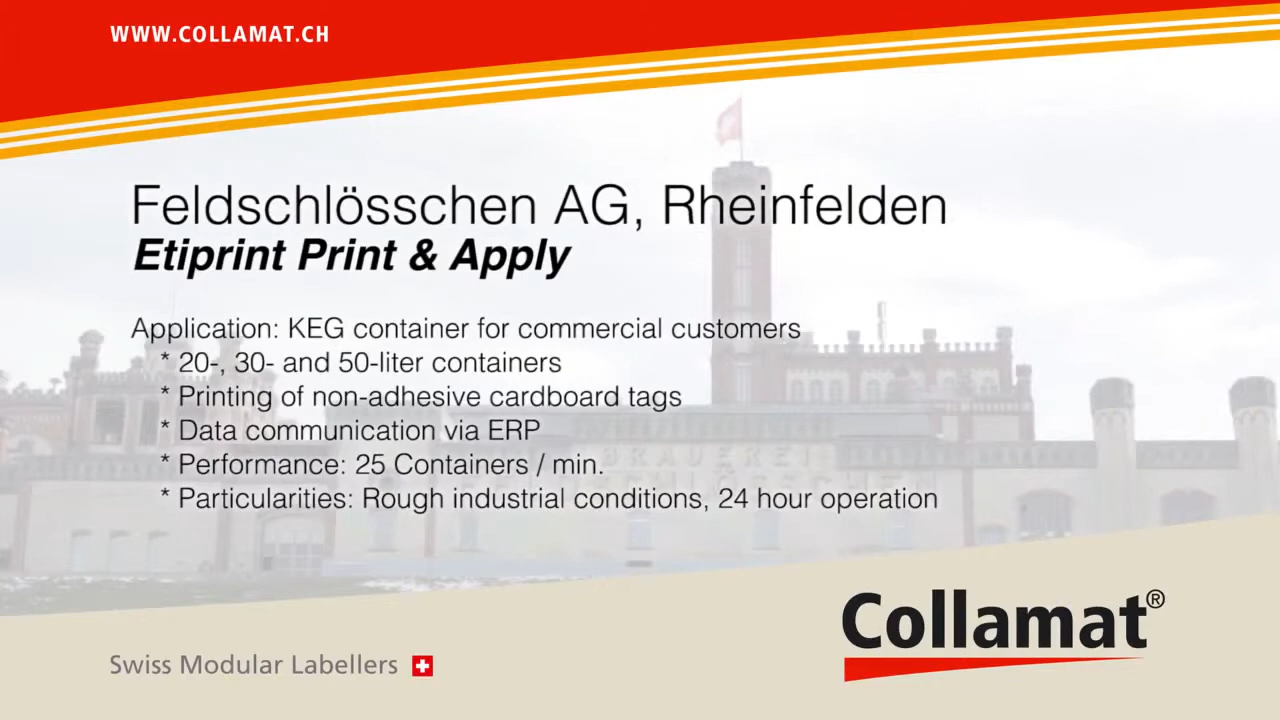 WWW.COLLAMAT.CH
Feldschlösschen AG, Rheinfelden
Etiprint Print & Apply
Application: KEG container for commercial customers
* 20-, 30- and 50-liter containers
* Printing of non-adhesive cardboard tags
* Data communication via ERP
* Performance: 25 Containers / min.
* Particularities: Rough industrial conditions, 24 hour operation
BRAUEREI
FELDSCHLÖSSCHEN
Collamat®
Swiss Modular Labellers